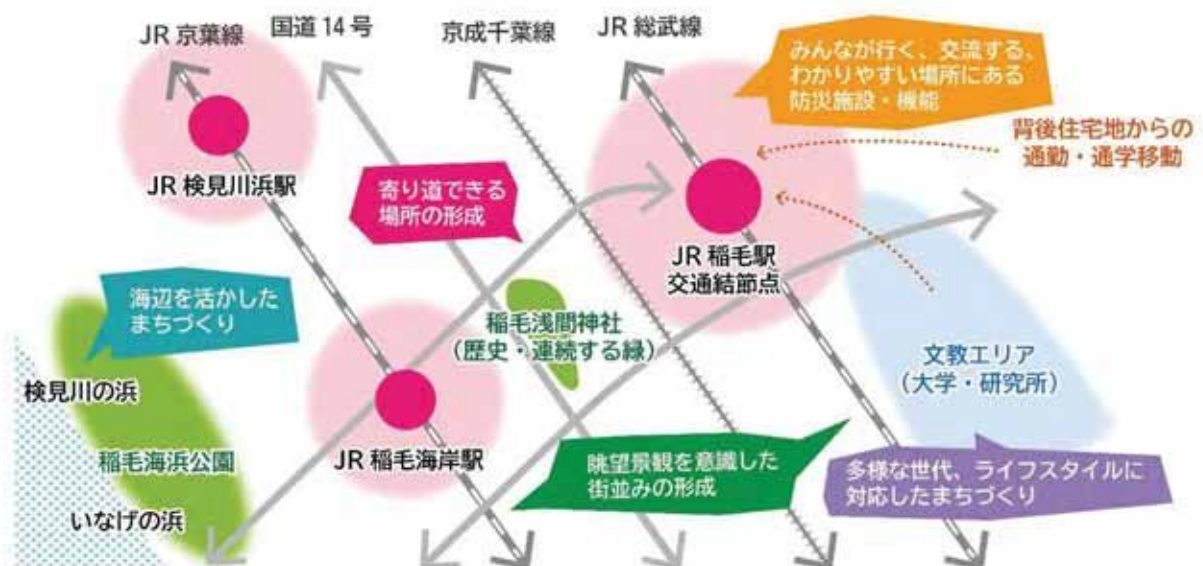 JR 京葉線
国道14号
京成千葉線
JR 総武線
みんなが行く、交流する、
わかりやすい場所にある
防災施設・機能
背後住宅地からの
通勤・通学移動
JR 検見川浜駅
寄り道できる
場所の形成
JR 稲毛駅
交通結節点
海辺を活かした
まちづくり
稲毛浅間神社
(歴史・連続する緑)
文教エリア
(大学・研究所)
検見川の浜
稲毛海浜公園
いなげの浜
JR 稲毛海岸駅
眺望景観を意識した
街並みの形成
多様な世代、ライフスタイルに
対応したまちづくり